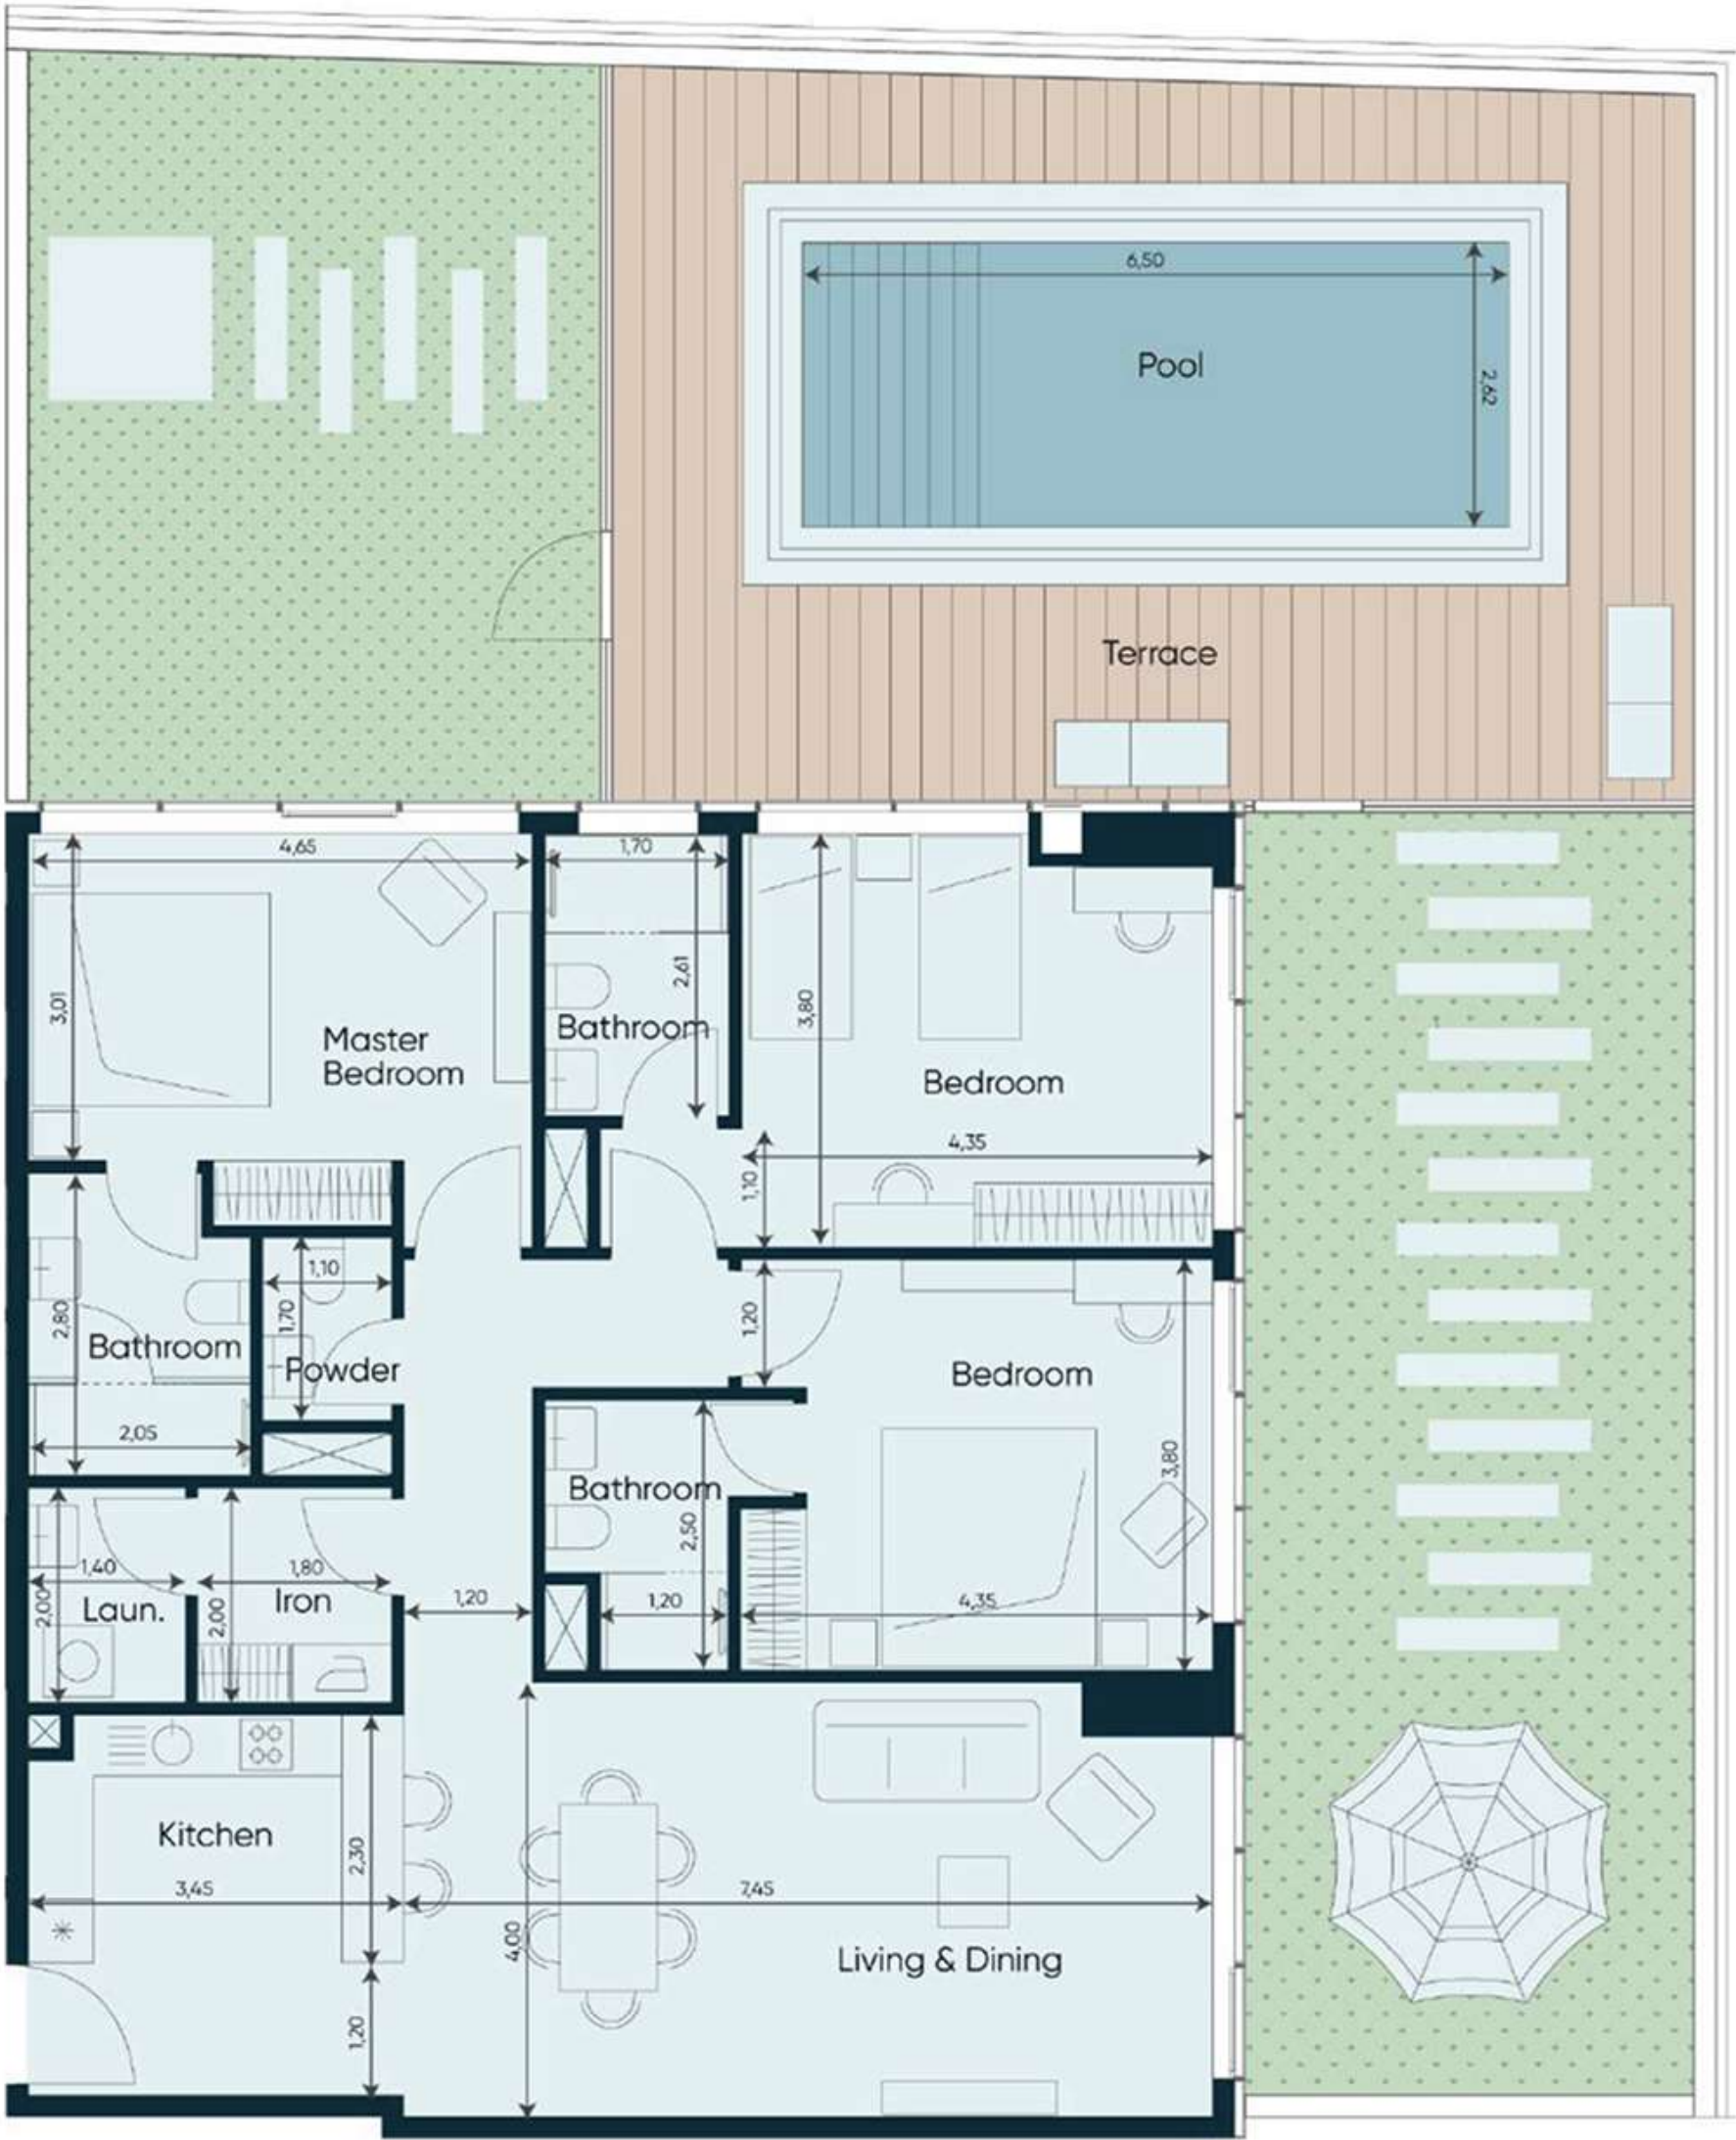 6,50
Pool
2,62
Terrace
4,65
1,70
3,01
2,61
3,80
Master
Bedroom
Bathroom
Bedroom
4,35
1,10
1,10
1,70
2,80
Bathroom
Powder
1,20
Bedroom
2,05
Bathroom
2,50
3,80
1,40
2,00
Laun.
1,80
2,00
Iron
1,20
1,20
4,35
Kitchen
2,30
3,45
7,45
4,00
Living & Dining
1,20